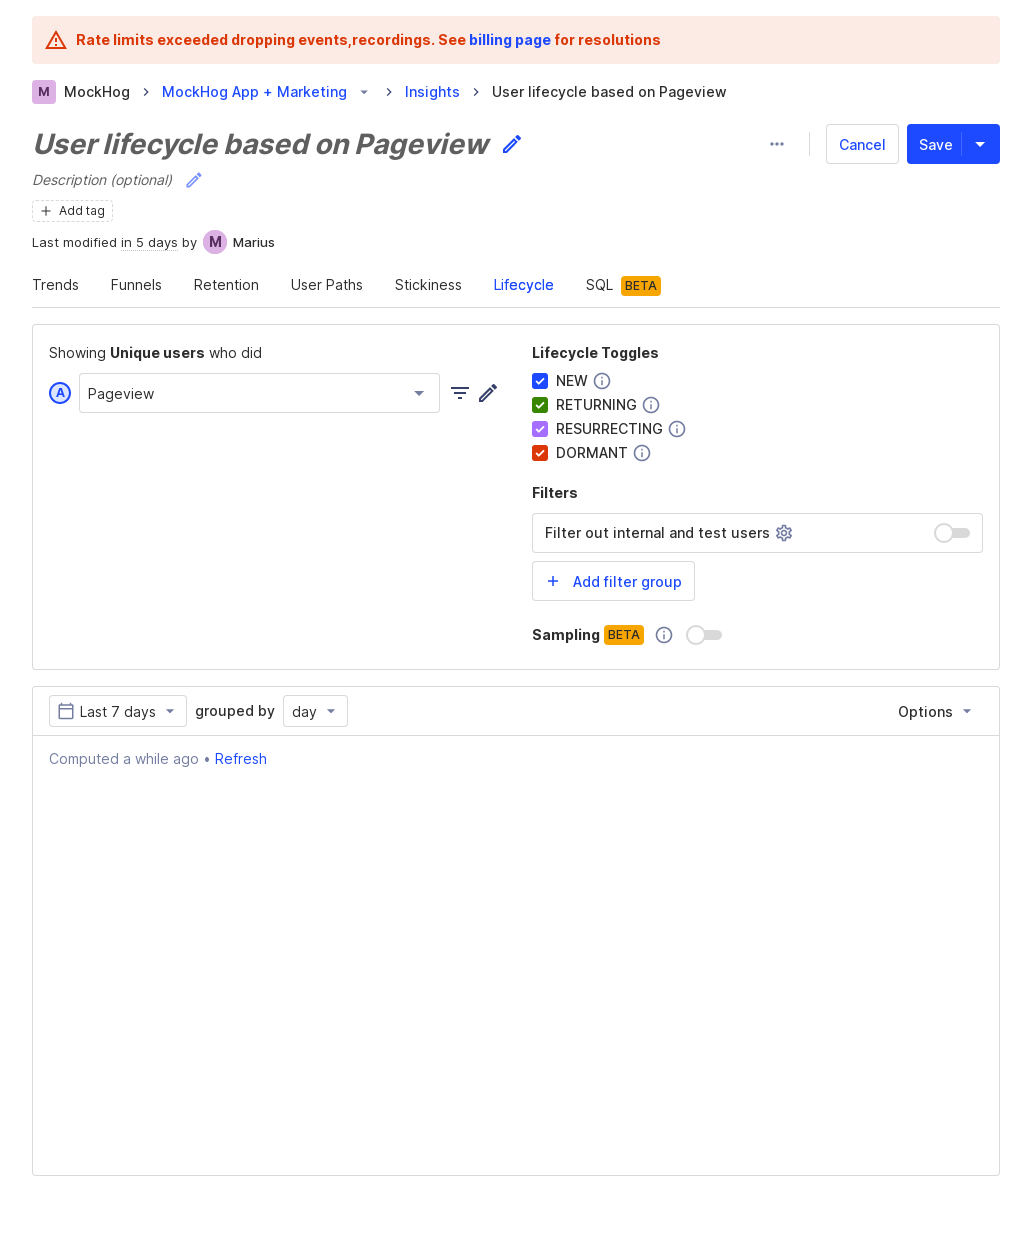 Rate limits exceeded dropping events,recordings. See billing page for resolutions
M MockHog MockHog App + Marketing Insights User lifecycle based on Pageview
User lifecycle based on Pageview
Cancel Save
Description (optional)
Add tag
Last modified in 5 days by M Marius
Trends Funnels Retention User Paths Stickiness Lifecycle SQL BETA
Showing Unique users who did
A Pageview
Lifecycle Toggles
NEW
RETURNING
RESURRECTING
DORMANT
Filters
Filter out internal and test users
Add filter group
Sampling BETA
Last 7 days grouped by day Options
Computed a while ago • Refresh